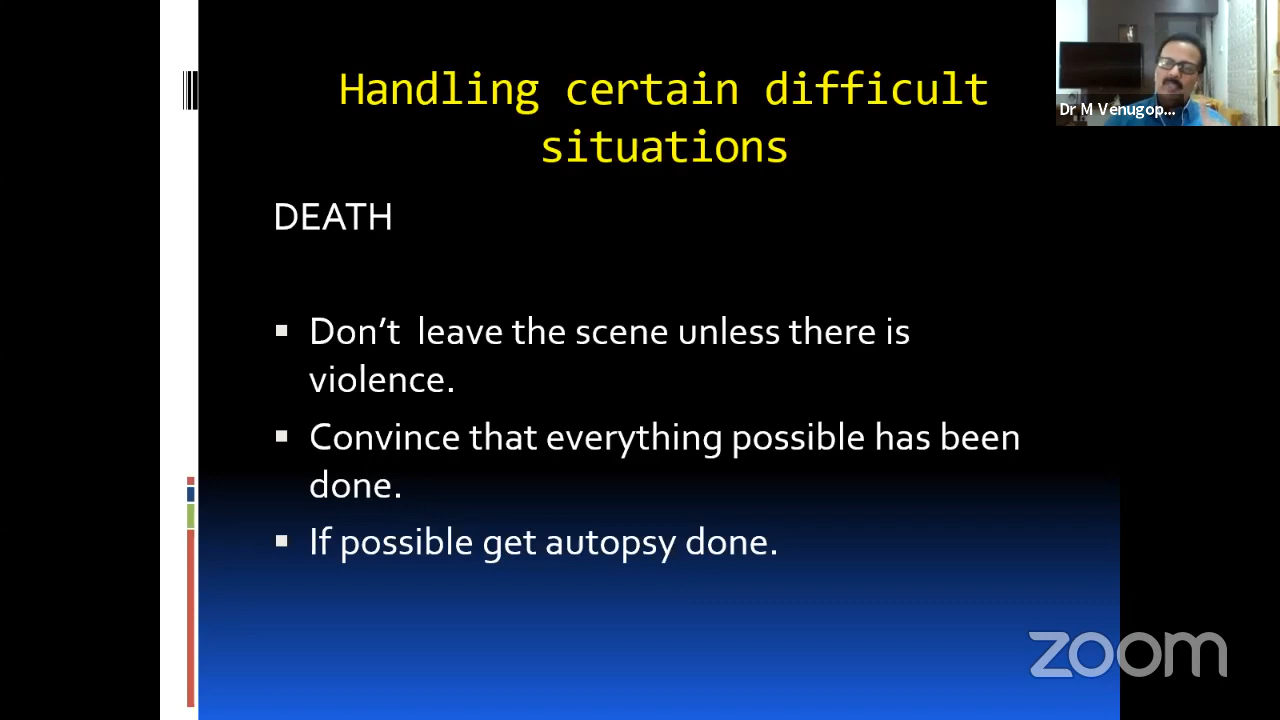 Handling certain difficult
situations
Dr M Venugop...
DEATH
▪ Don't leave the scene unless there is
violence.
▪ Convince that everything possible has been
done.
▪ If possible get autopsy done.
zoom